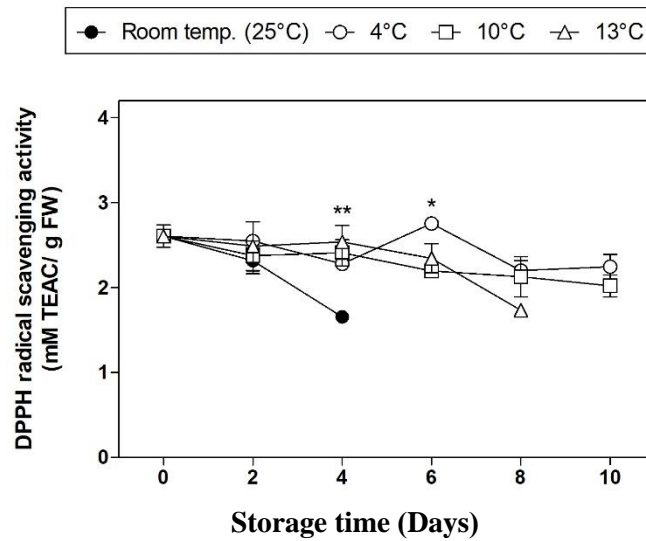 Room temp. (25°C) 4°C 10°C 13°C
DPPH radical scavenging activity
(mM TEAC/ g FW)
4
3
2
1
0
** *
0 2 4 6 8 10
Storage time (Days)